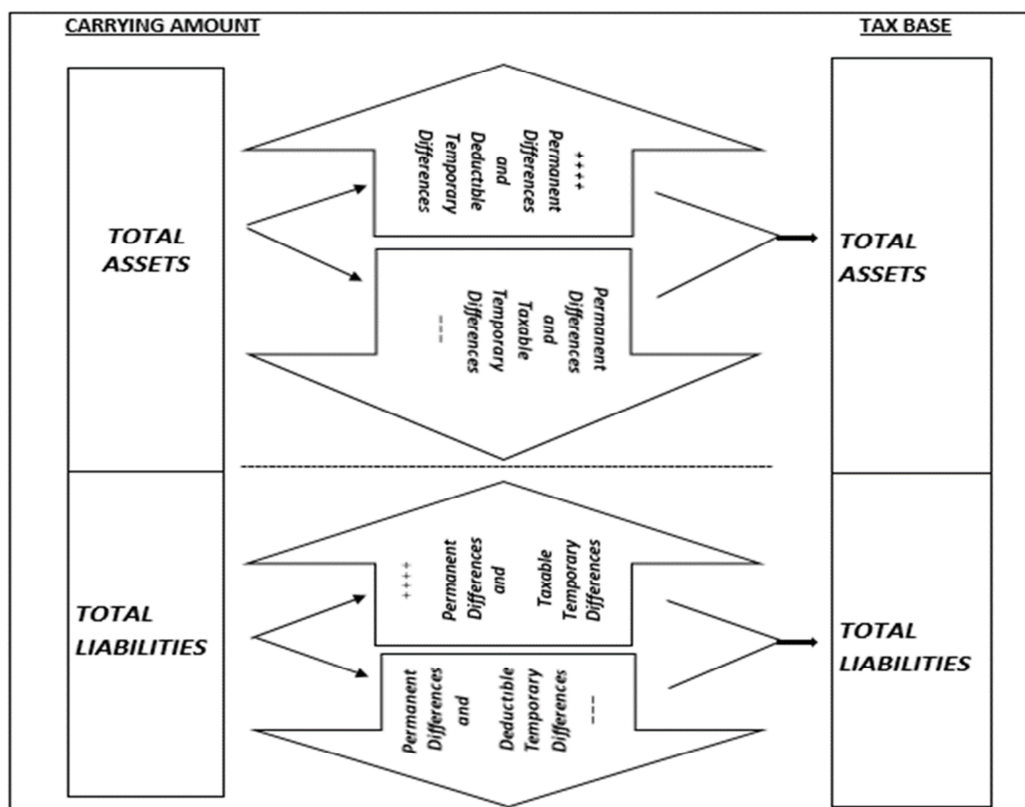 CARRYING AMOUNT
TAX BASE
++++
Permanent
Differences
and
Deductible
Temporary
Differences
TOTAL
ASSETS
TOTAL
ASSETS
Permanent
Differences
and
Taxable
Temporary
Differences
---
++++
Permanent
Differences
and
Taxable
Temporary
Differences
TOTAL
LIABILITIES
TOTAL
LIABILITIES
Permanent
Differences
and
Deductible
Temporary
Differences
---